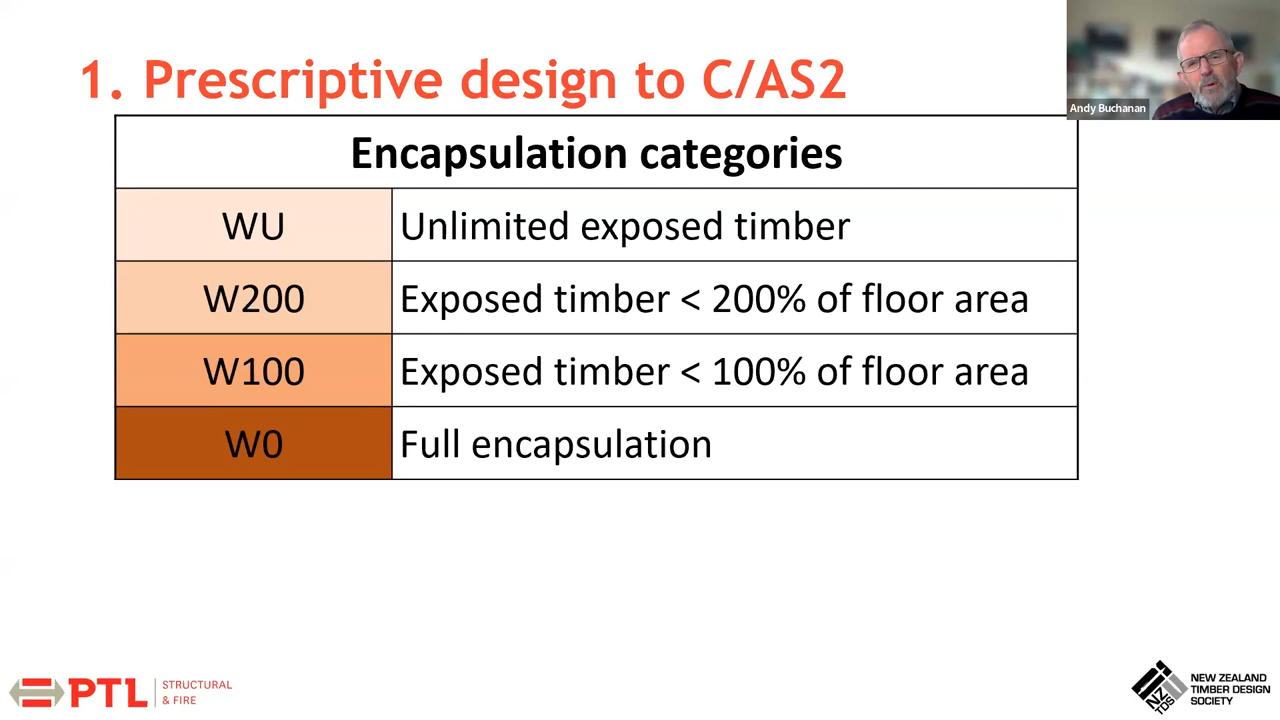 1. Prescriptive design to C/AS2
Andy Buchanan
Encapsulation categories
WU Unlimited exposed timber
W200 Exposed timber < 200% of floor area
W100 Exposed timber < 100% of floor area
W0 Full encapsulation
PTL STRUCTURAL
& FIRE
NZ
TDS
NEW ZEALAND
TIMBER DESIGN
SOCIETY